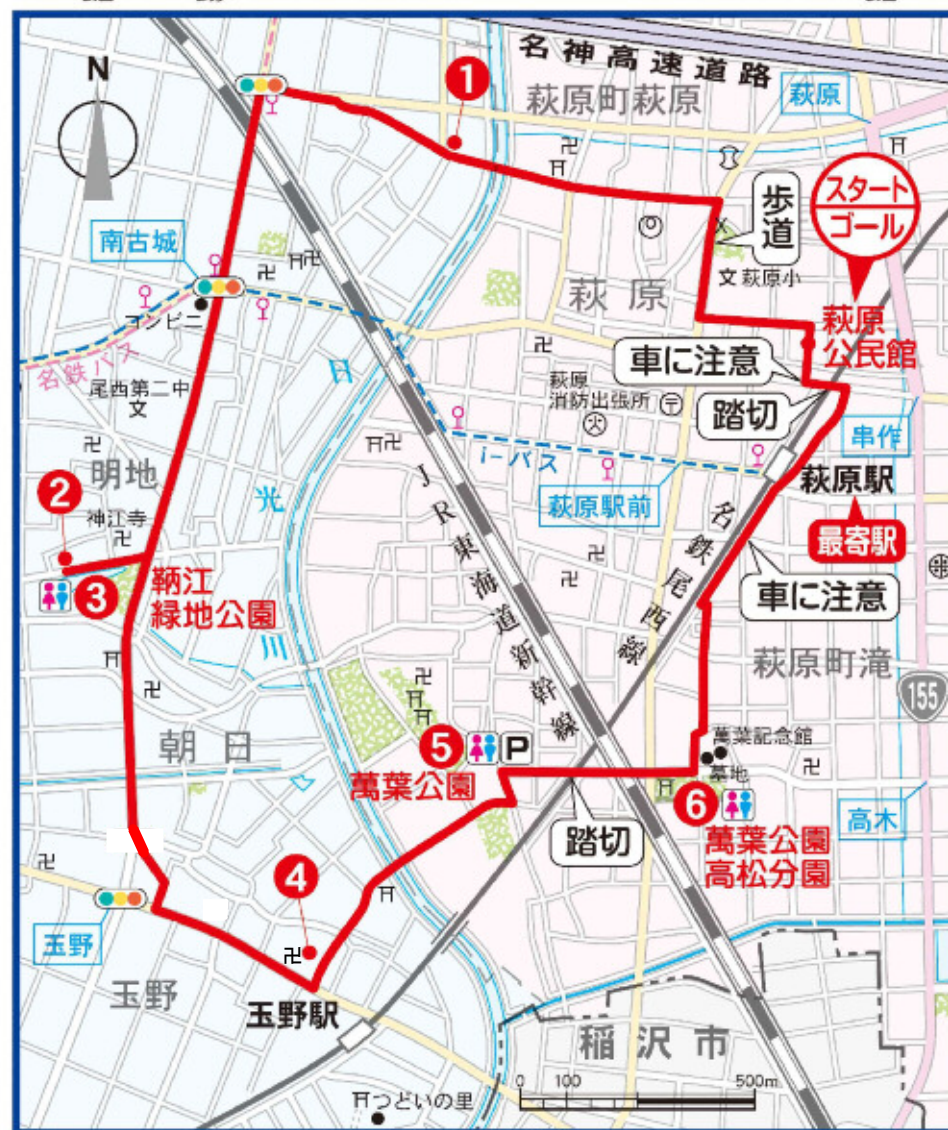 名神高速道路
N
1
萩原町萩原
萩原
スタート
ゴール
歩道
南古城
文 萩原小
萩原
コンビニ
萩原
公民館
名鉄バス
車に注意
尾西第二中
文
日光川
萩原
消防出張所
踏切
串作
i-バス
明地
2
萩原駅前
萩原駅
神江寺
名鉄尾西線
最寄駅
3
鞆江
緑地公園
JR東海道新幹線
車に注意
萩原町滝
155
朝日
萬葉記念館
5
P
墓地
萬葉公園
6
踏切
高木
萬葉公園
高松分園
4
玉野
玉野
玉野駅
稲沢市
0 100 500m
つどいの里